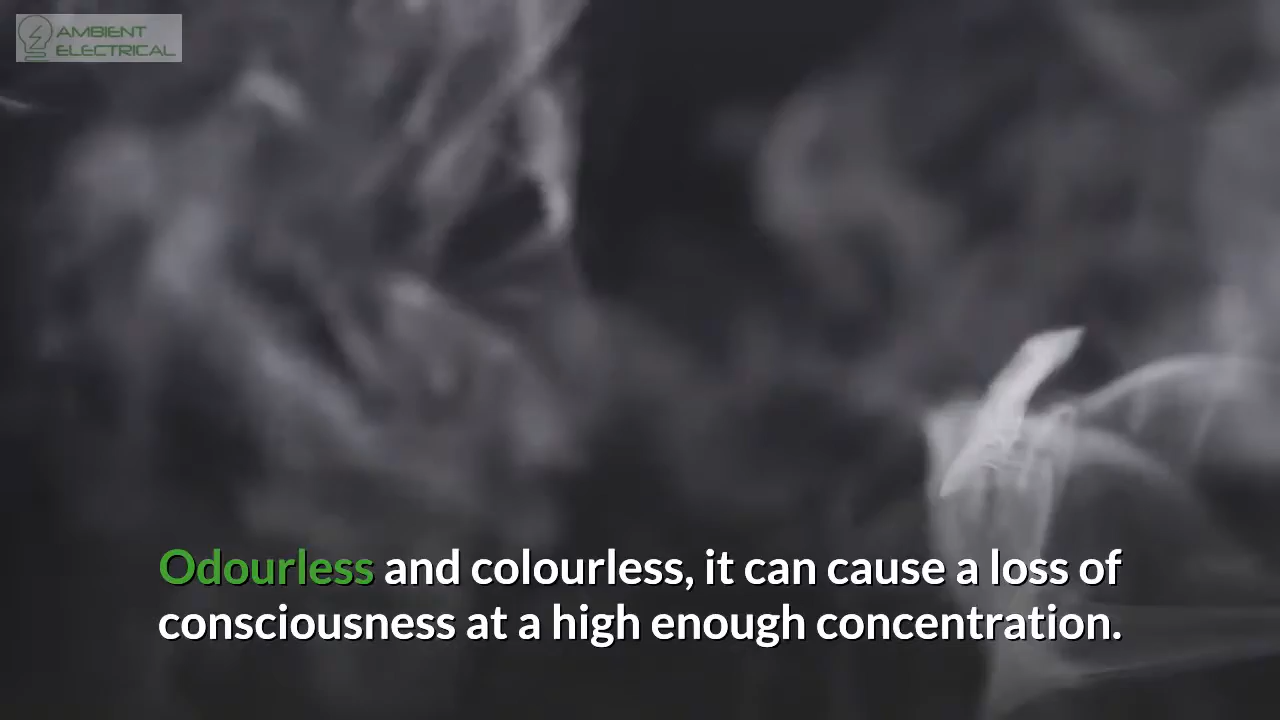 AMBIENT
ELECTRICAL
Odourless and colourless, it can cause a loss of
consciousness at a high enough concentration.